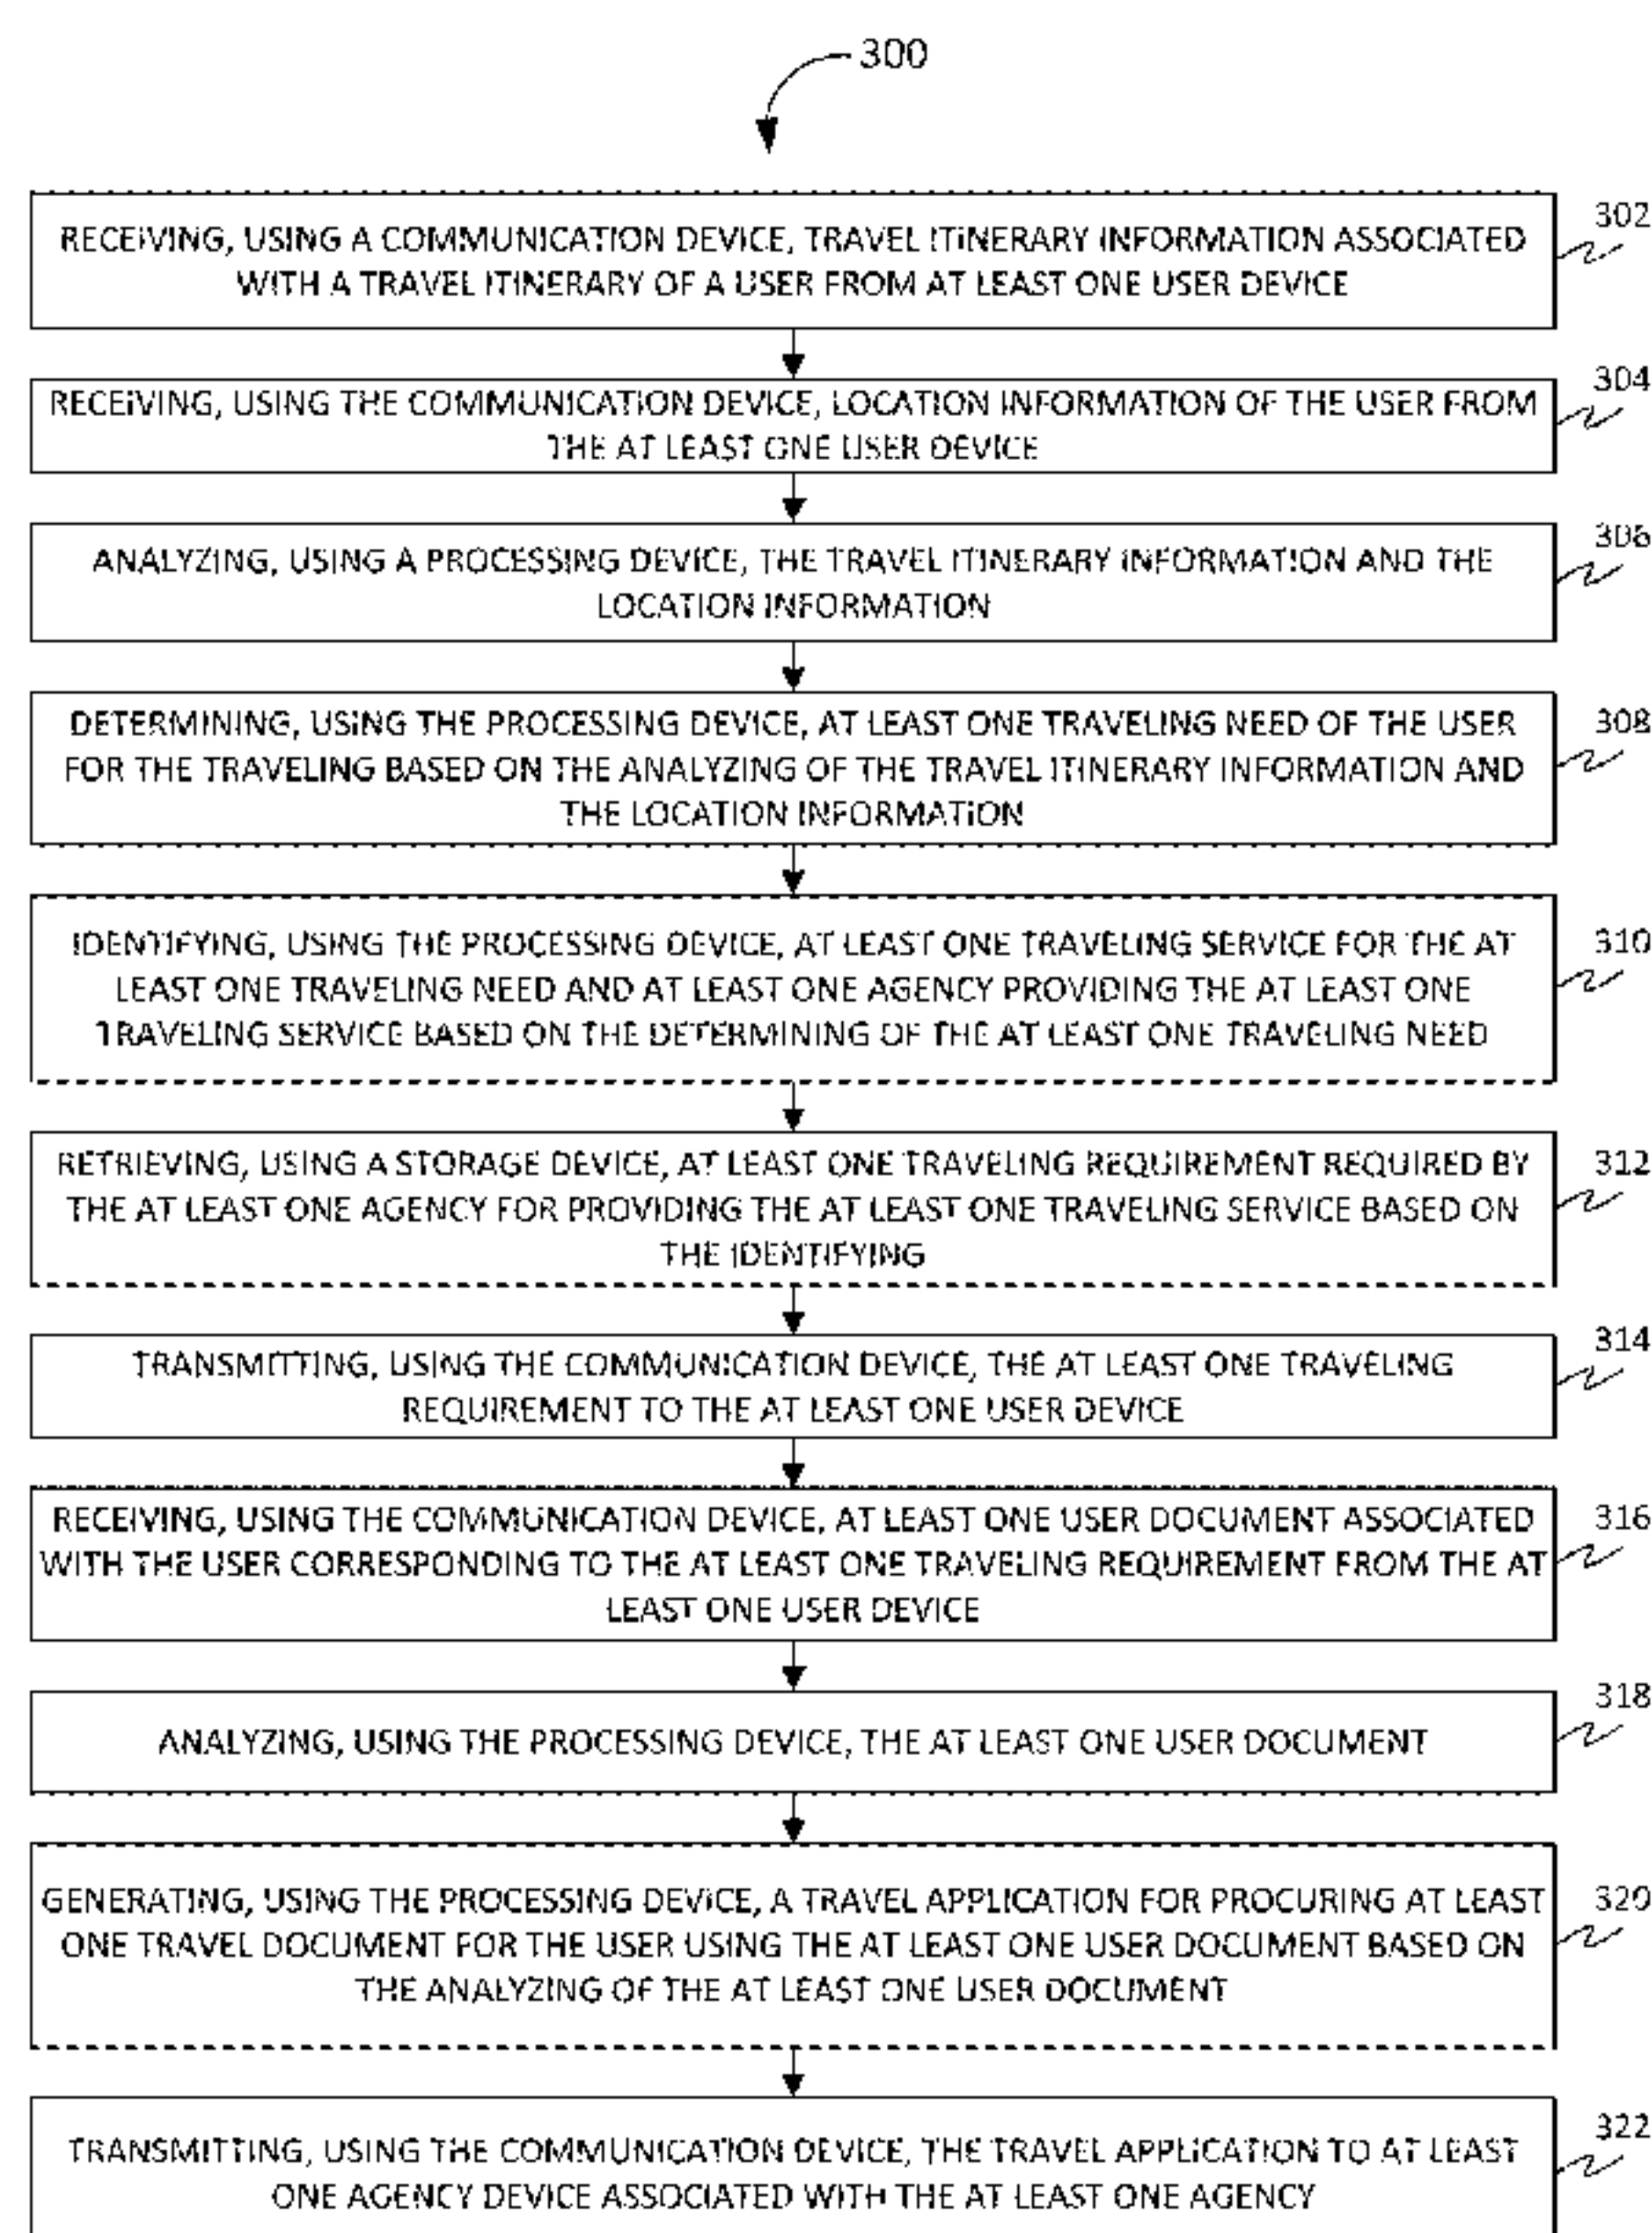 300
302
RECEIVING, USING A COMMUNICATION DEVICE, TRAVEL ITINERARY INFORMATION ASSOCIATED
WITH A TRAVEL ITINERARY OF A USER FROM AT LEAST ONE USER DEVICE
304
RECEIVING, USING THE COMMUNICATION DEVICE, LOCATION INFORMATION OF THE USER FROM
THE AT LEAST ONE USER DEVICE
306
ANALYZING, USING A PROCESSING DEVICE, THE TRAVEL ITINERARY INFORMATION AND THE
LOCATION INFORMATION
308
DETERMINING, USING THE PROCESSING DEVICE, AT LEAST ONE TRAVELING NEED OF THE USER
FOR THE TRAVELING BASED ON THE ANALYZING OF THE TRAVEL ITINERARY INFORMATION AND
THE LOCATION INFORMATION
310
IDENTIFYING, USING THE PROCESSING DEVICE, AT LEAST ONE TRAVELING SERVICE FOR THE AT
LEAST ONE TRAVELING NEED AND AT LEAST ONE AGENCY PROVIDING THE AT LEAST ONE
TRAVELING SERVICE BASED ON THE DETERMINING OF THE AT LEAST ONE TRAVELING NEED
312
RETRIEVING, USING A STORAGE DEVICE, AT LEAST ONE TRAVELING REQUIREMENT REQUIRED BY
THE AT LEAST ONE AGENCY FOR PROVIDING THE AT LEAST ONE TRAVELING SERVICE BASED ON
THE IDENTIFYING
314
TRANSMITTING, USING THE COMMUNICATION DEVICE, THE AT LEAST ONE TRAVELING
REQUIREMENT TO THE AT LEAST ONE USER DEVICE
316
RECEIVING, USING THE COMMUNICATION DEVICE, AT LEAST ONE USER DOCUMENT ASSOCIATED
WITH THE USER CORRESPONDING TO THE AT LEAST ONE TRAVELING REQUIREMENT FROM THE AT
LEAST ONE USER DEVICE
318
ANALYZING, USING THE PROCESSING DEVICE, THE AT LEAST ONE USER DOCUMENT
320
GENERATING, USING THE PROCESSING DEVICE, A TRAVEL APPLICATION FOR PROCURING AT LEAST
ONE TRAVEL DOCUMENT FOR THE USER USING THE AT LEAST ONE USER DOCUMENT BASED ON
THE ANALYZING OF THE AT LEAST ONE USER DOCUMENT
322
TRANSMITTING, USING THE COMMUNICATION DEVICE, THE TRAVEL APPLICATION TO AT LEAST
ONE AGENCY DEVICE ASSOCIATED WITH THE AT LEAST ONE AGENCY